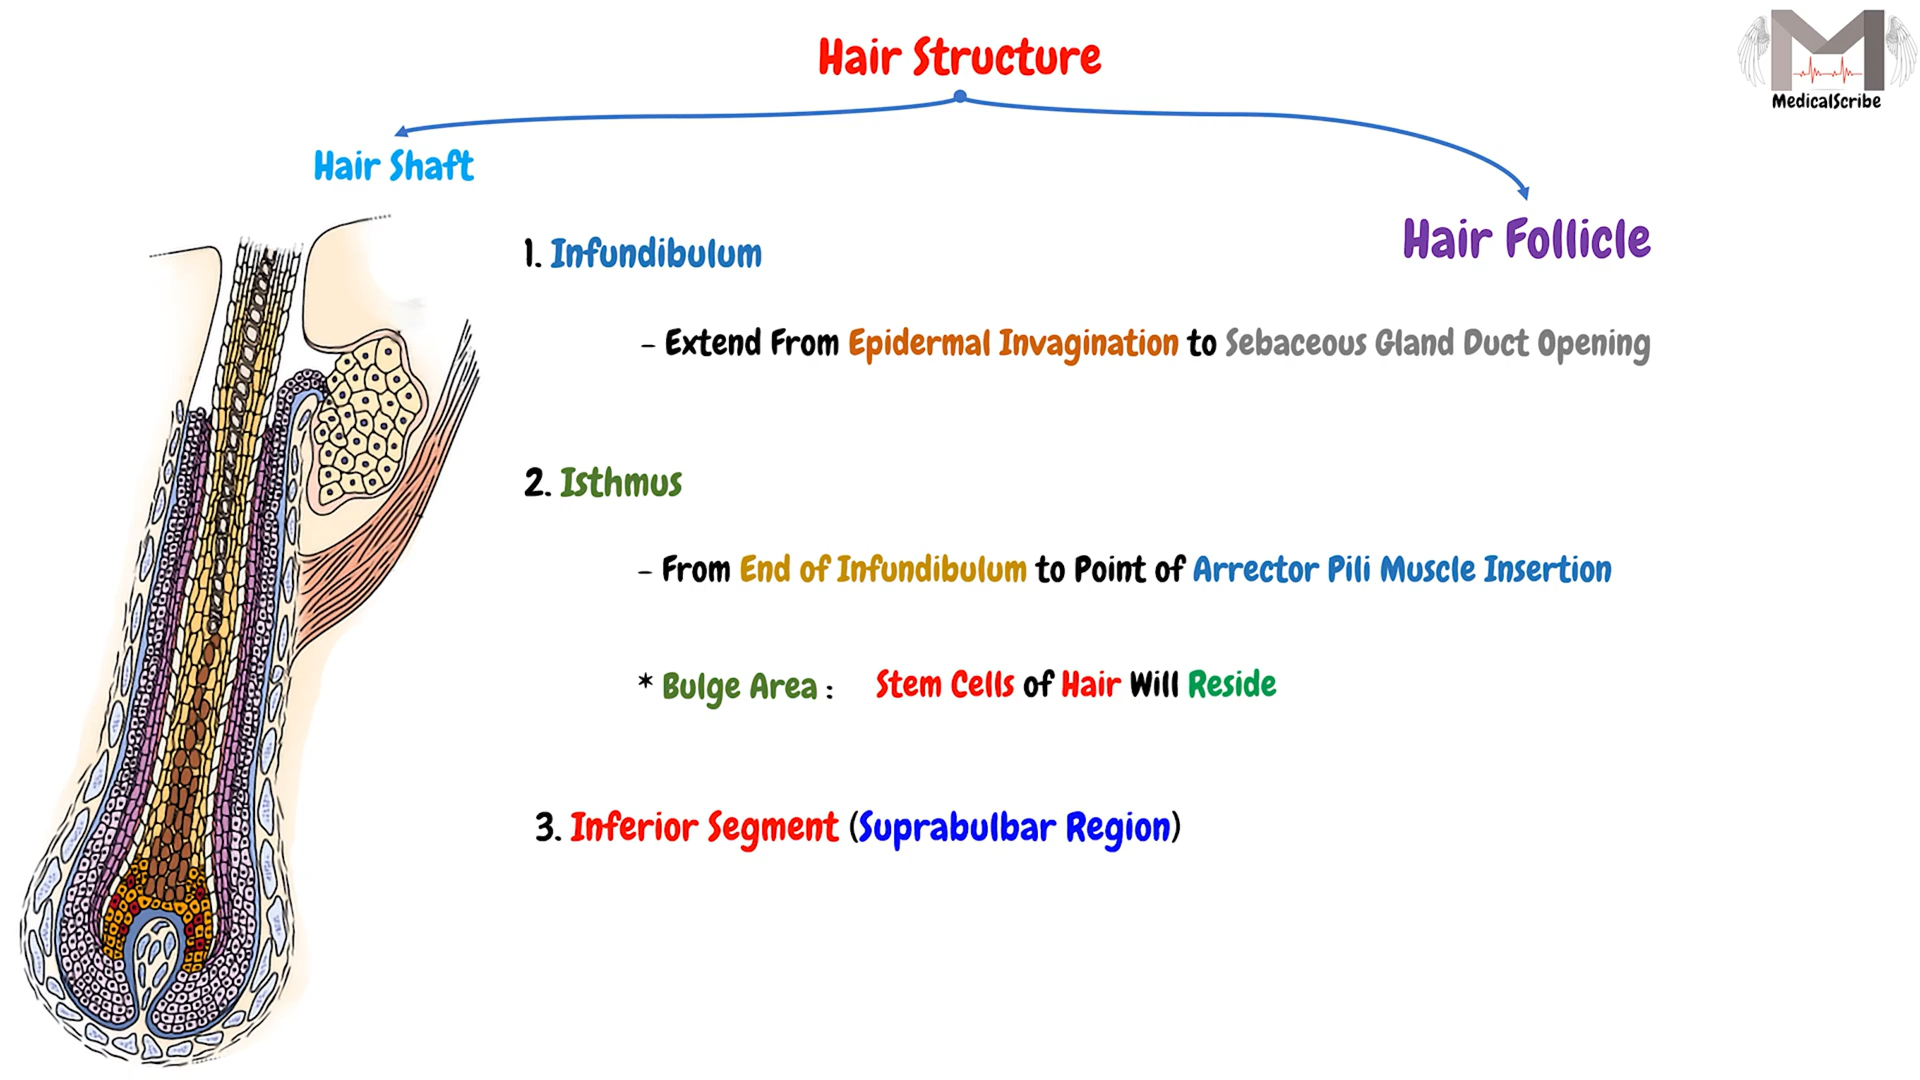 Hair Structure
MedicalScribe
Hair Shaft
Hair Follicle
1. Infundibulum
- Extend From Epidermal Invagination to Sebaceous Gland Duct Opening
2. Isthmus
- From End of Infundibulum to Point of Arrector Pili Muscle Insertion
* Bulge Area : Stem Cells of Hair Will Reside
3. Inferior Segment (Suprabulbar Region)